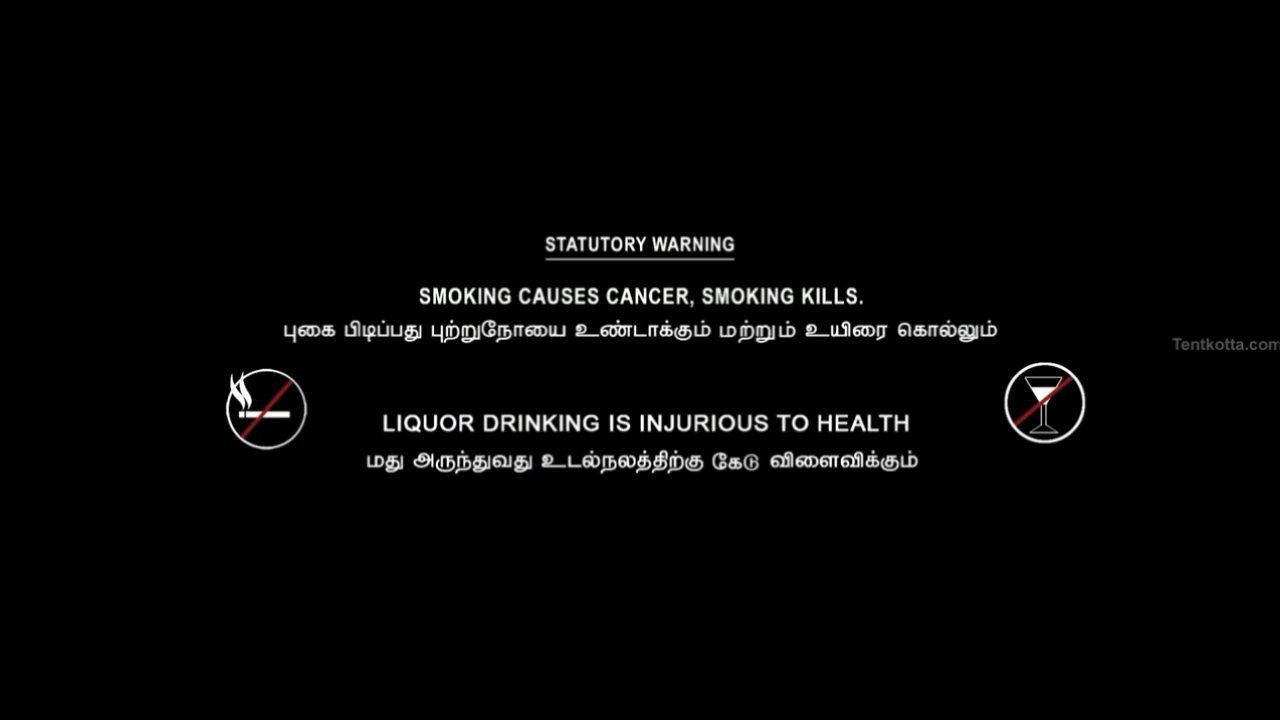 STATUTORY WARNING
SMOKING CAUSES CANCER, SMOKING KILLS.
புகை பிடிப்பது புற்றுநோயை உண்டாக்கும் மற்றும் உயிரை கொல்லும்
Tentkotta.com
LIQUOR DRINKING IS INJURIOUS TO HEALTH
மது அருந்துவது உடல்நலத்திற்கு கேடு விளைவிக்கும்